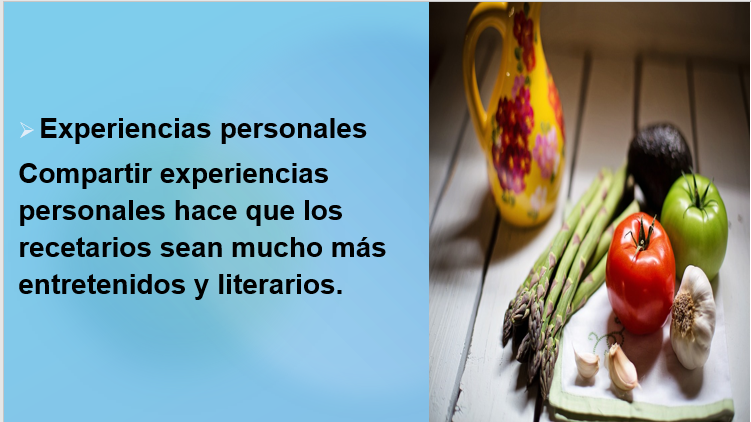 Experiencias personales
Compartir experiencias
personales hace que los
recetarios sean mucho más
entretenidos y literarios.